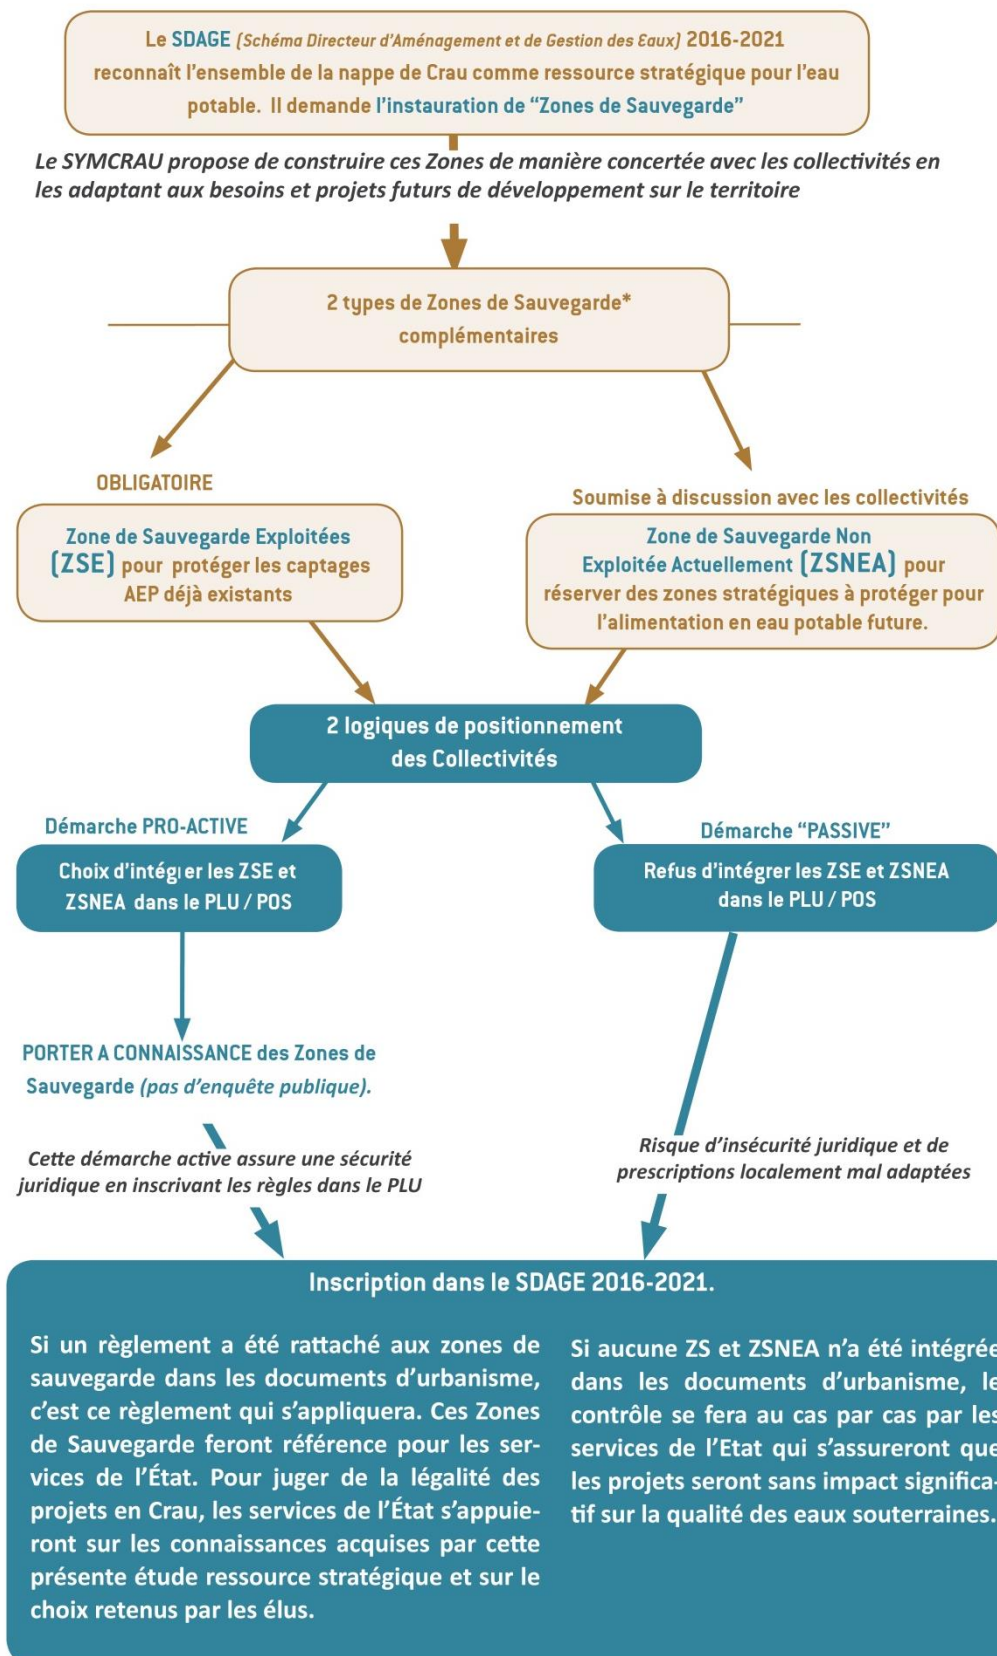 Le SDAGE (Schéma Directeur d'Aménagement et de Gestion des Eaux) 2016-2021
reconnaît l'ensemble de la nappe de Crau comme ressource stratégique pour l'eau
potable. Il demande l'instauration de “Zones de Sauvegarde”
Le SYMCRAU propose de construire ces Zones de manière concertée avec les collectivités en
les adaptant aux besoins et projets futurs de développement sur le territoire
2 types de Zones de Sauvegarde*
complémentaires
OBLIGATOIRE
Zone de Sauvegarde Exploitées
(ZSE) pour protéger les captages
AEP déjà existants
Soumise à discussion avec les collectivités
Zone de Sauvegarde Non
Exploitée Actuellement (ZSNEA) pour
réserver des zones stratégiques à protéger pour
l'alimentation en eau potable future.
2 logiques de positionnement
des Collectivités
Démarche PRO-ACTIVE
Choix d'intégrer les ZSE et
ZSNEA dans le PLU / POS
Démarche “PASSIVE”
Refus d'intégrer les ZSE et ZSNEA
dans le PLU / POS
PORTER A CONNAISSANCE des Zones de
Sauvegarde (pas d'enquête publique).
Cette démarche active assure une sécurité
juridique en inscrivant les règles dans le PLU
Risque d'insécurité juridique et de
prescriptions localement mal adaptées
Inscription dans le SDAGE 2016-2021.
Si un règlement a été rattaché aux zones de
sauvegarde dans les documents d'urbanisme,
c'est ce règlement qui s'appliquera. Ces Zones
de Sauvegarde feront référence pour les ser-
vices de l'État. Pour juger de la légalité des
projets en Crau, les services de l'État s'appuie-
ront sur les connaissances acquises par cette
présente étude ressource stratégique et sur le
choix retenus par les élus.
Si aucune ZS et ZSNEA n'a été intégrée
dans les documents d'urbanisme, le
contrôle se fera au cas par cas par les
services de l'Etat qui s'assureront que
les projets seront sans impact significa-
tif sur la qualité des eaux souterraines.